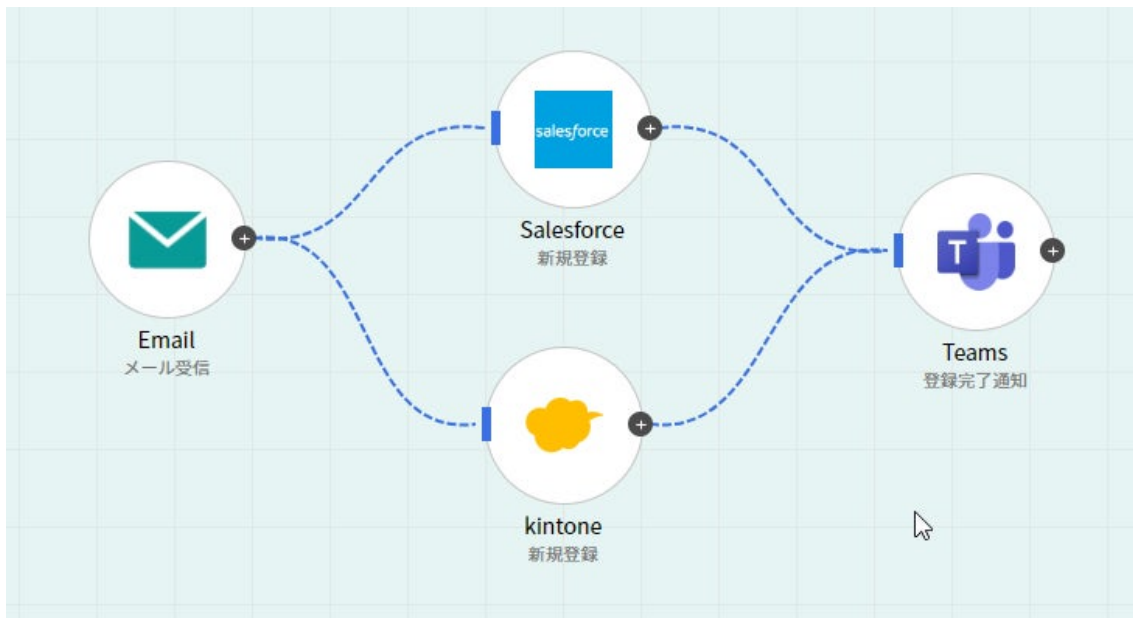 salesforce
Salesforce
新規登録
Email
メール受信
T
Teams
登録完了通知
kintone
新規登録